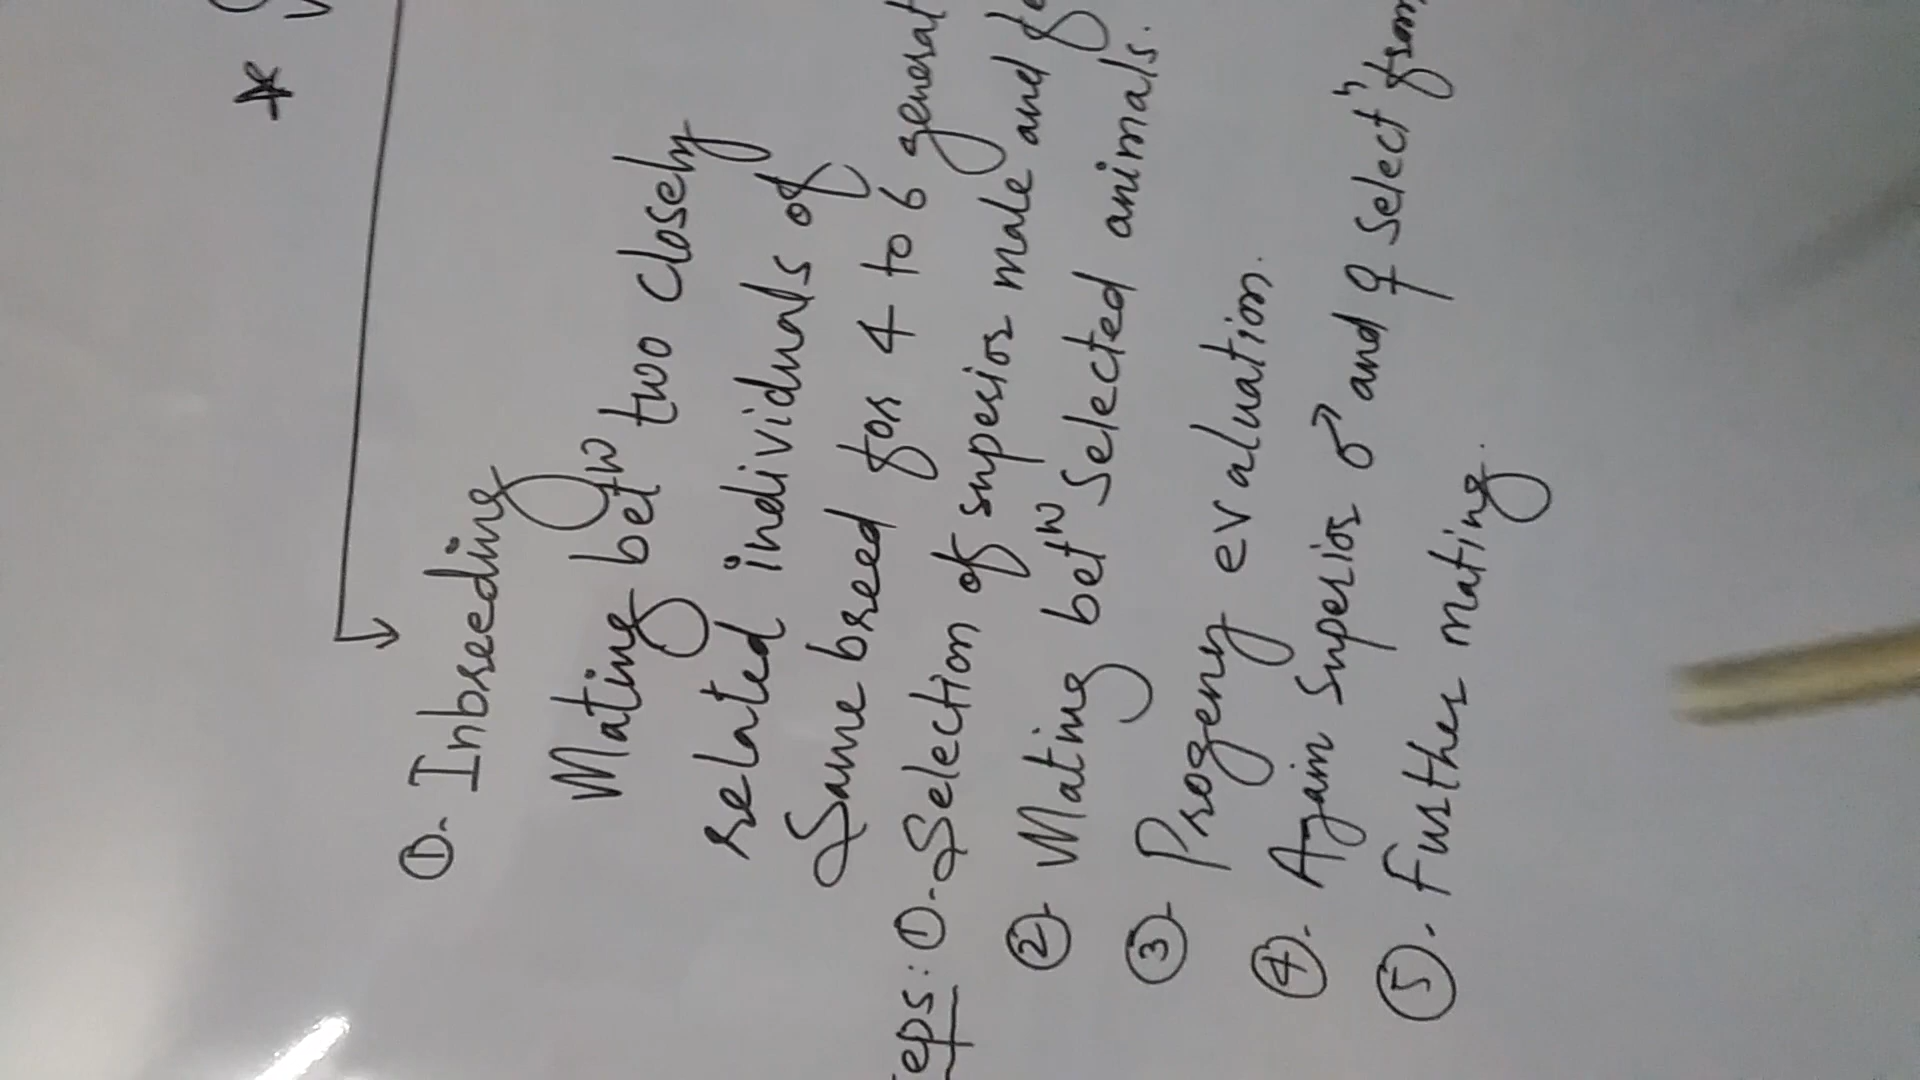 ①. Inbreeding
Mating betʷ two closely
related individuals of
Same breed for 4 to 6 generat
eps: ①. Selection of superior male and fe
② Mating betʷ selected animals.
③ Progeny evaluation.
④. Again superior ♂ and ♀ selectⁿ from
⑤. Further mating.